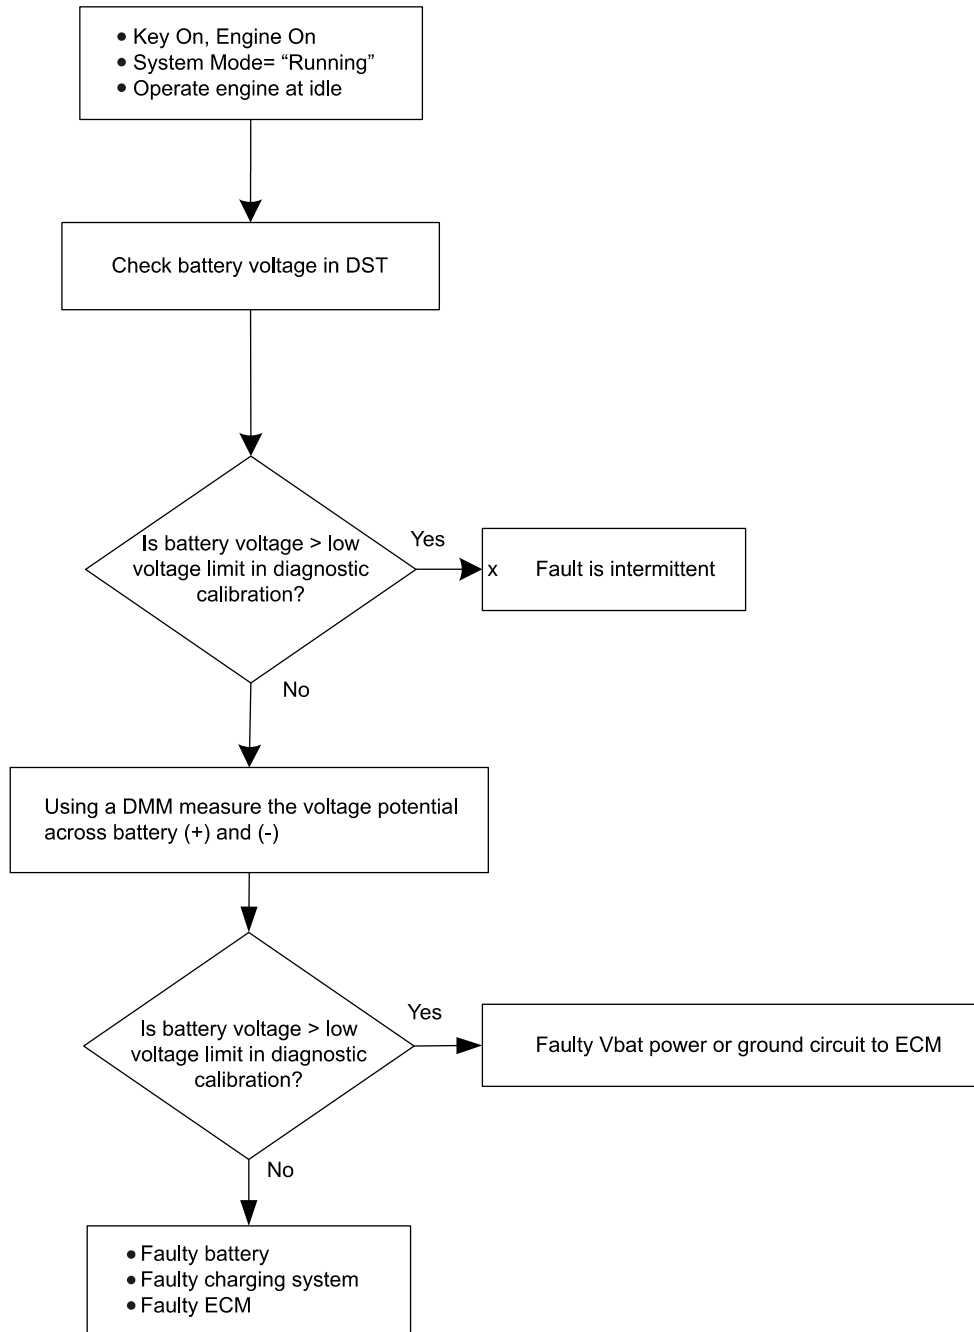 • Key On, Engine On
• System Mode= “Running”
• Operate engine at idle
Check battery voltage in DST
Is battery voltage > low
voltage limit in diagnostic
calibration?
Yes
x Fault is intermittent
No
Using a DMM measure the voltage potential
across battery (+) and (-)
Is battery voltage > low
voltage limit in diagnostic
calibration?
Yes
Faulty Vbat power or ground circuit to ECM
No
• Faulty battery
• Faulty charging system
• Faulty ECM